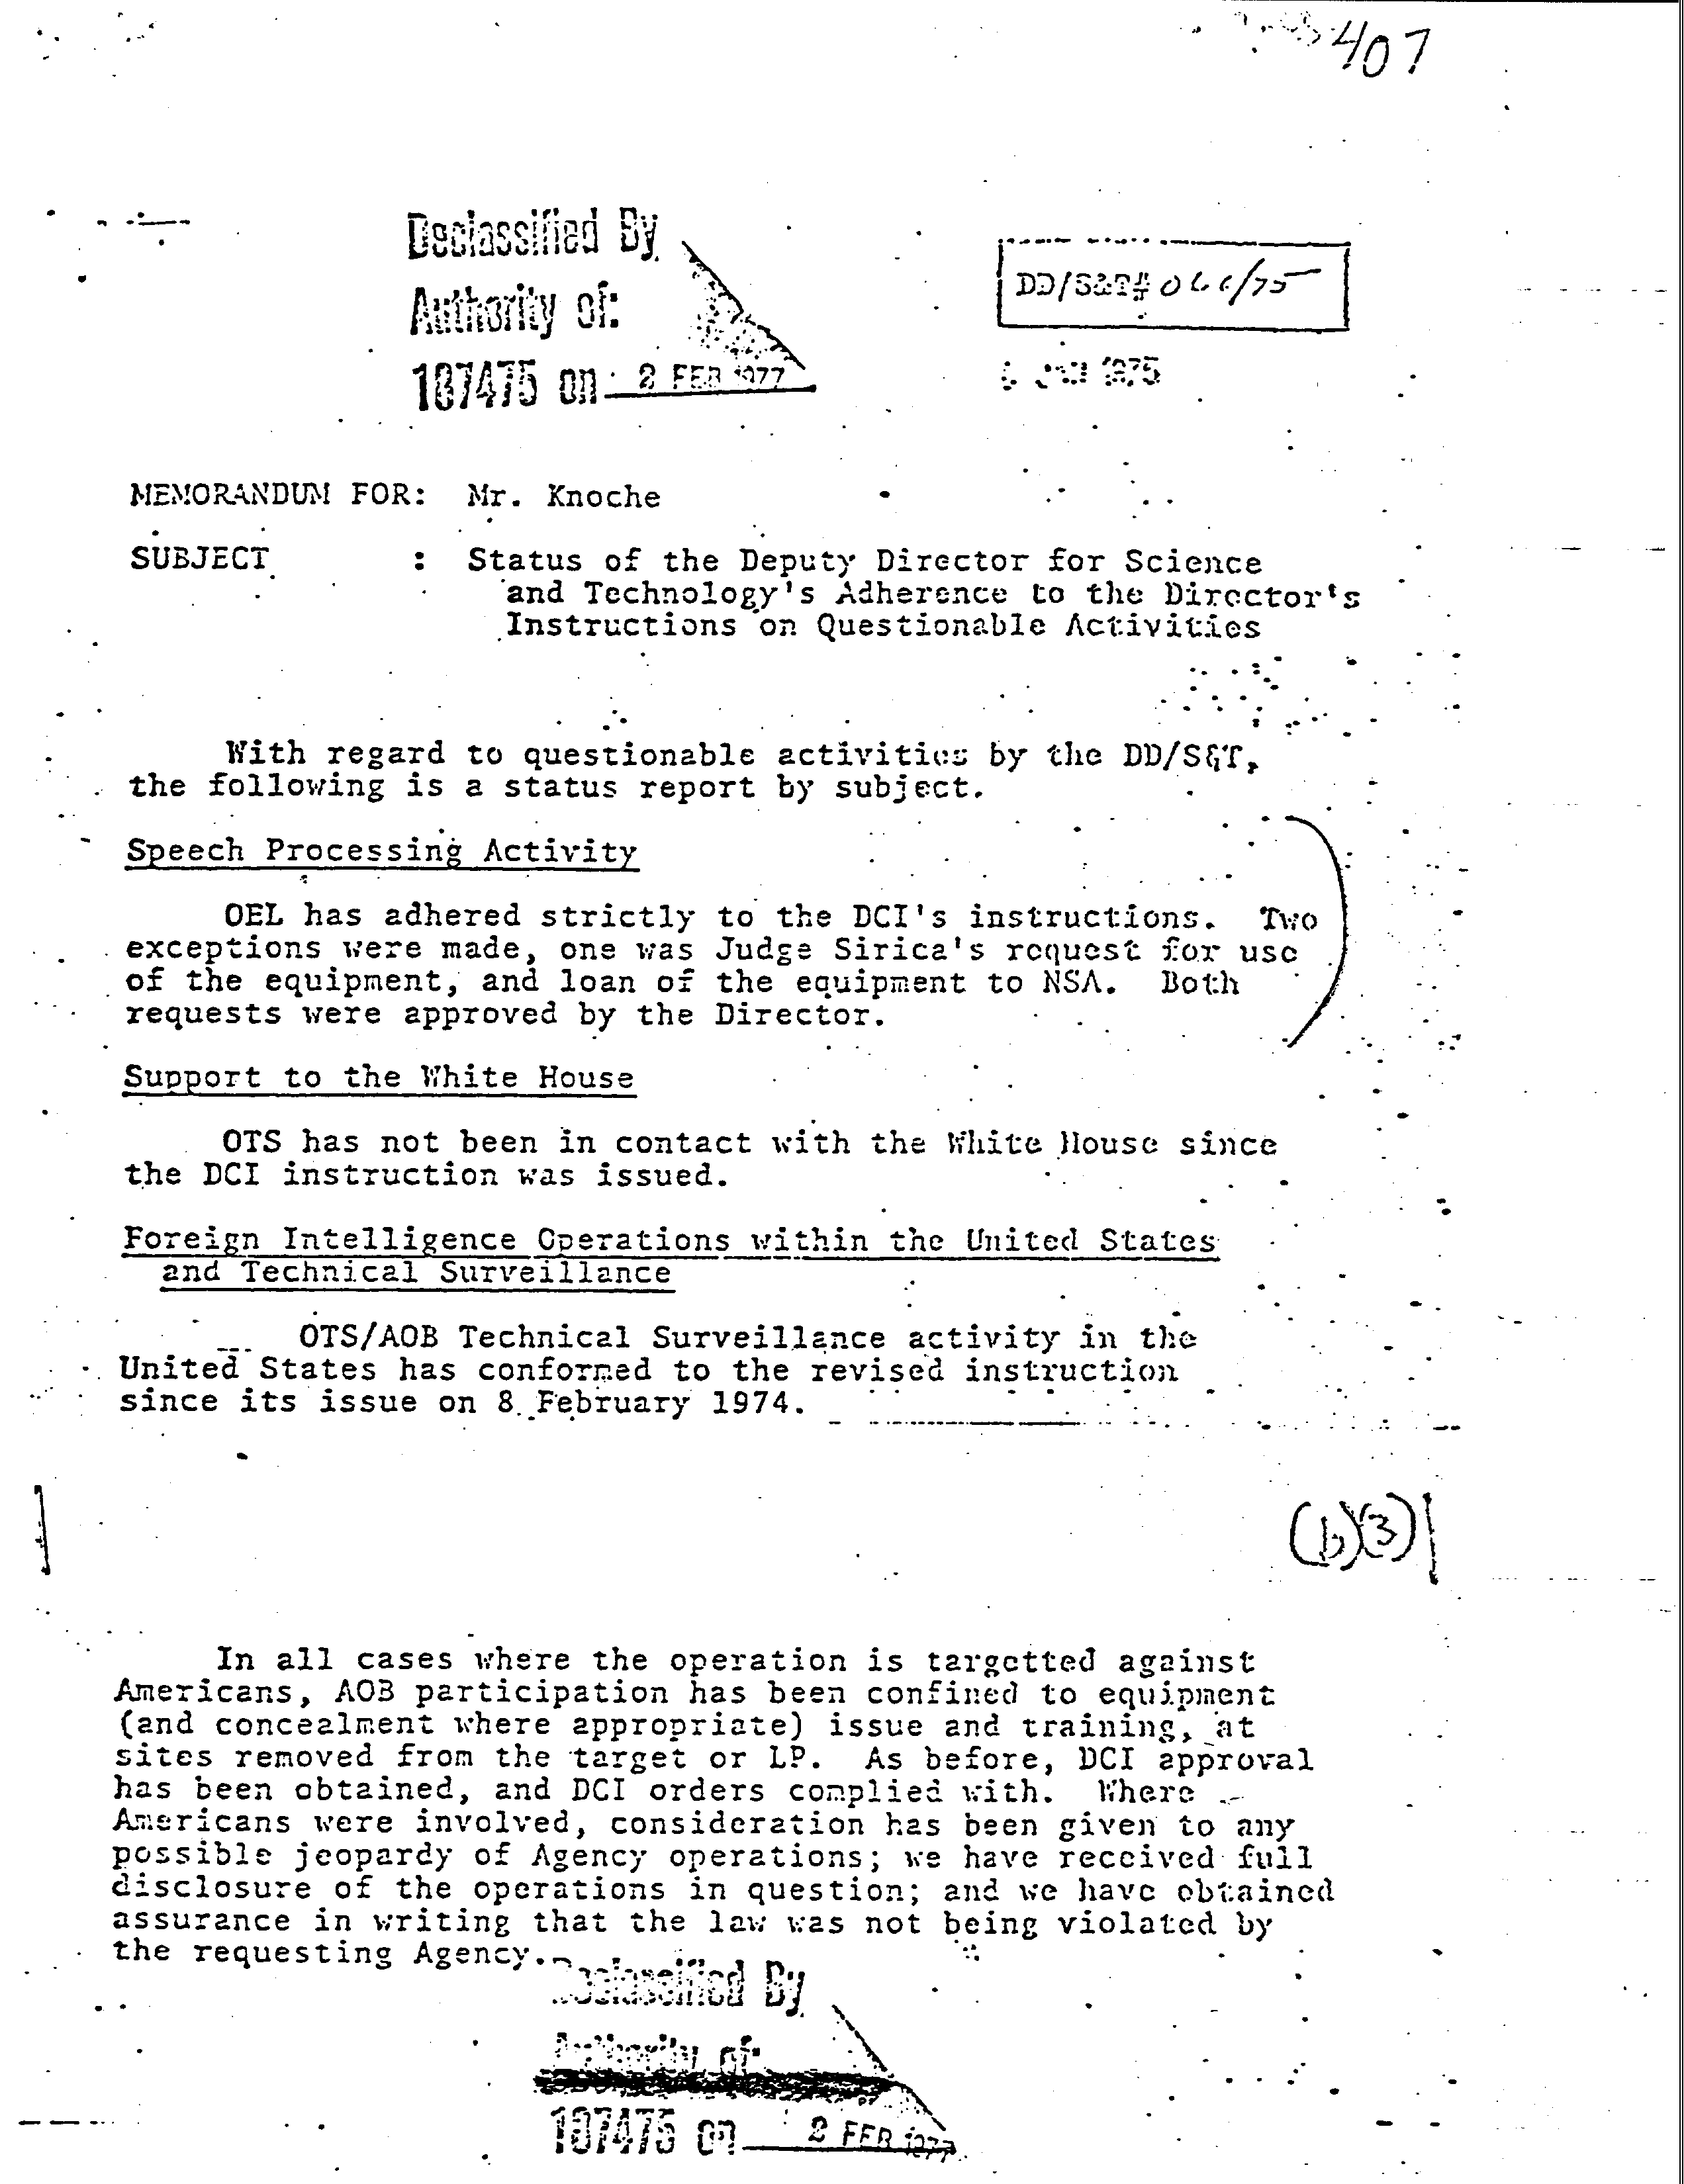 407
Declassified By
Authority of:
187475 on 2 FEB 1977
DD/S&T#
1975
MEMORANDUM FOR: Mr. Knoche
SUBJECT : Status of the Deputy Director for Science
and Technology's Adherence to the Director's
Instructions on Questionable Activities
With regard to questionable activities by the DD/S&T,
the following is a status report by subject.
Speech Processing Activity
OEL has adhered strictly to the DCI's instructions. Two
exceptions were made, one was Judge Sirica's request for use
of the equipment, and loan of the equipment to NSA. Both
requests were approved by the Director.
Support to the White House
OTS has not been in contact with the White House since
the DCI instruction was issued.
Foreign Intelligence Operations within the United States
and Technical Surveillance
OTS/AOB Technical Surveillance activity in the
United States has conformed to the revised instruction
since its issue on 8 February 1974.
(b)(3)
In all cases where the operation is targetted against
Americans, AOB participation has been confined to equipment
(and concealment where appropriate) issue and training, at
sites removed from the target or LP. As before, DCI approval
has been obtained, and DCI orders complied with. Where
Americans were involved, consideration has been given to any
possible jeopardy of Agency operations; we have received full
disclosure of the operations in question; and we have obtained
assurance in writing that the law was not being violated by
the requesting Agency.
Declassified By
Authority of:
187475 on 2 FEB 1977